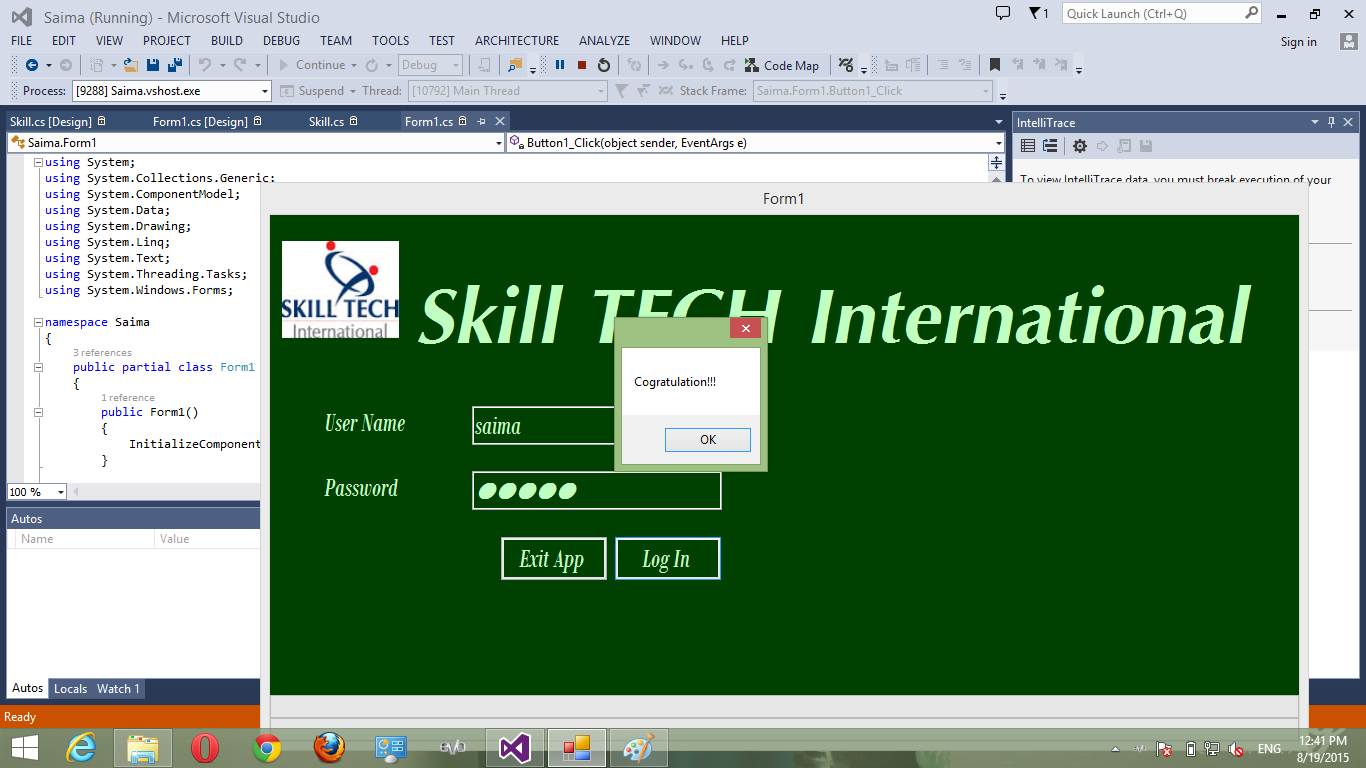 Saima (Running) - Microsoft Visual Studio
1
Quick Launch (Ctrl+Q)
FILE EDIT VIEW PROJECT BUILD DEBUG TEAM TOOLS TEST ARCHITECTURE ANALYZE WINDOW HELP
Sign in
Continue Debug Code Map
Process: [9288] Saima.vshost.exe Suspend Thread: [10792] Main Thread Stack Frame: Saima.Form1.Button1_Click
Skill.cs [Design] Form1.cs [Design] Skill.cs Form1.cs
IntelliTrace
Saima.Form1 Button1_Click(object sender, EventArgs e)
using System;
using System.Collections.Generic;
using System.ComponentModel;
using System.Data;
using System.Drawing;
using System.Linq;
using System.Text;
using System.Threading.Tasks;
using System.Windows.Forms;
namespace Saima
{
3 references
public partial class Form1
{
1 reference
public Form1()
{
InitializeComponent
}
100 %
To view IntelliTrace data, you must break execution of your
Form1
SKILL TECH
International
Skill TECH International
Cogratulation!!!
OK
User Name
saima
Password
Exit App Log In
Autos
Name Value
Autos Locals Watch 1
Ready
ENG
12:41 PM
8/19/2015